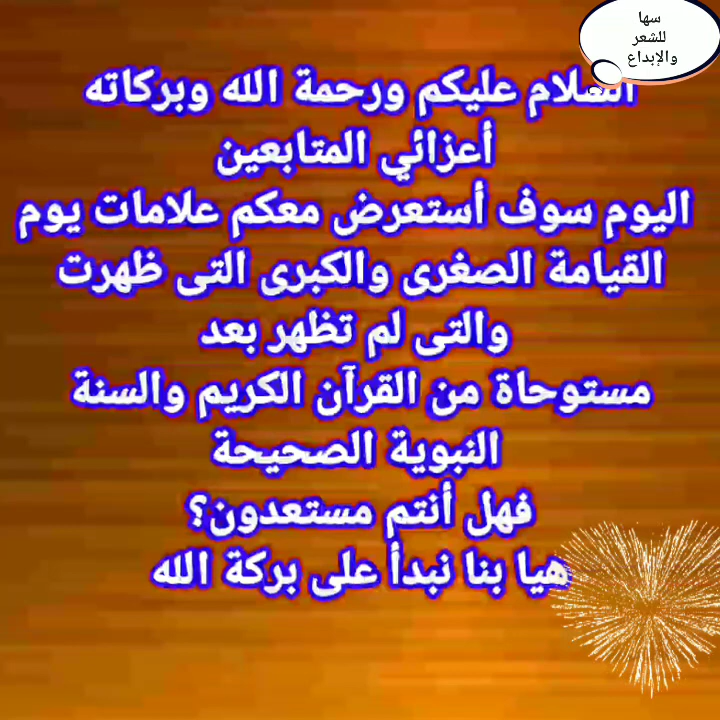 سها
للشعر
والإبداع
السلام عليكم ورحمة الله وبركاته
أعزائي المتابعين
اليوم سوف أستعرض معكم علامات يوم
القيامة الصغرى والكبرى التى ظهرت
والتى لم تظهر بعد
مستوحاة من القرآن الكريم والسنة
النبوية الصحيحة
فهل أنتم مستعدون؟
هيا بنا نبدأ على بركة الله